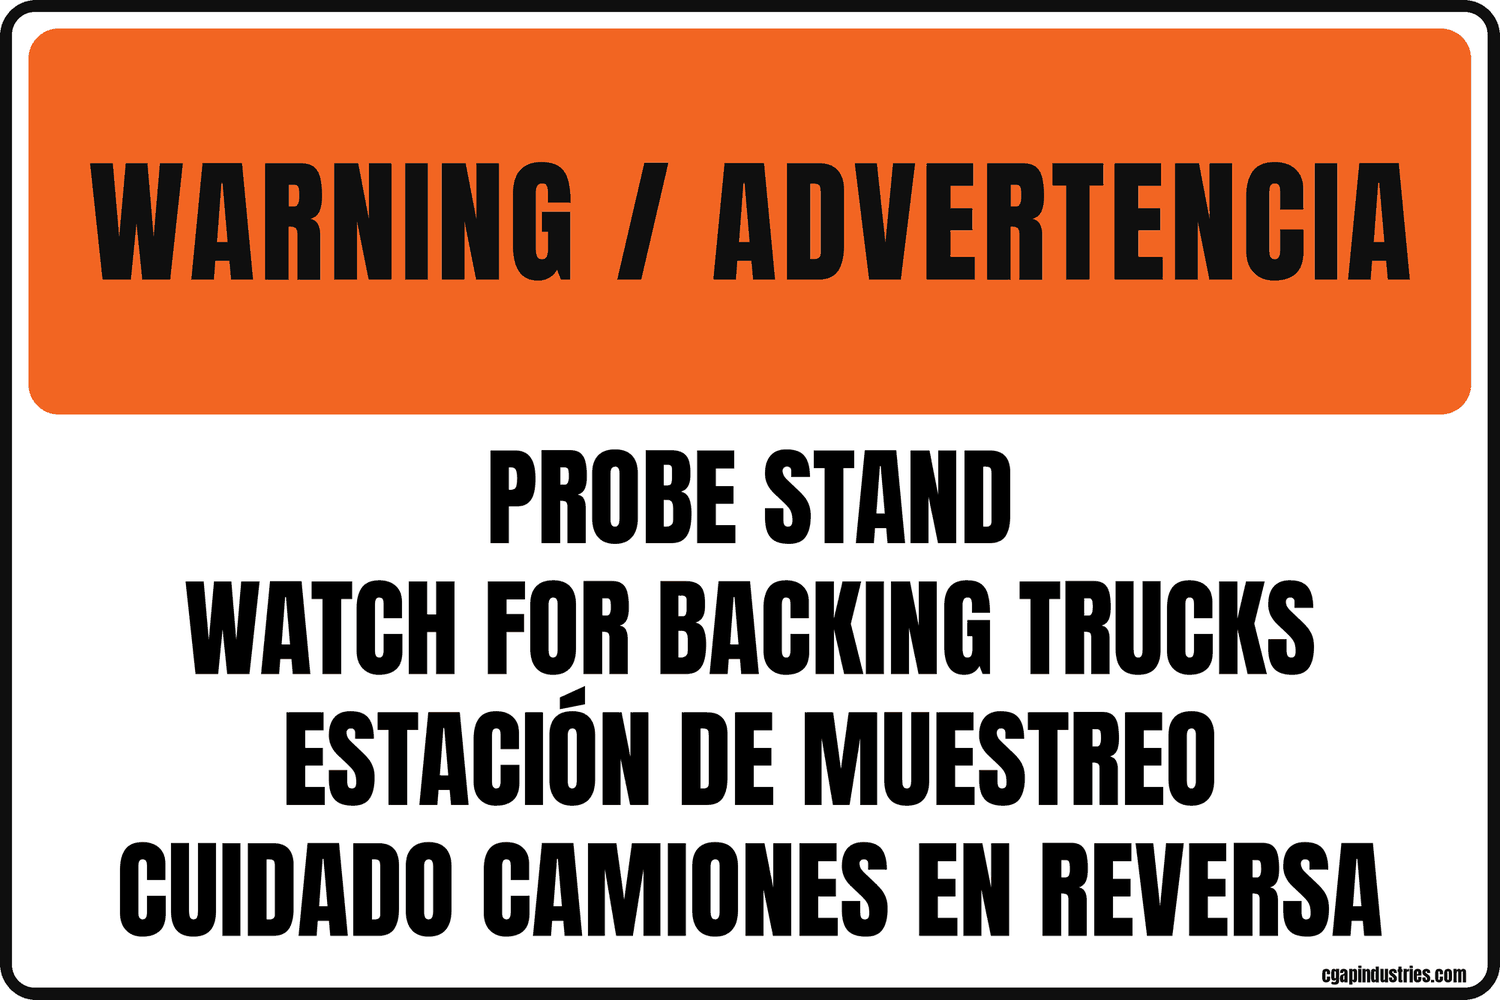 WARNING / ADVERTENCIA
PROBE STAND
WATCH FOR BACKING TRUCKS
ESTACIÓN DE MUESTREO
CUIDADO CAMIONES EN REVERSA
cgapindustries.com